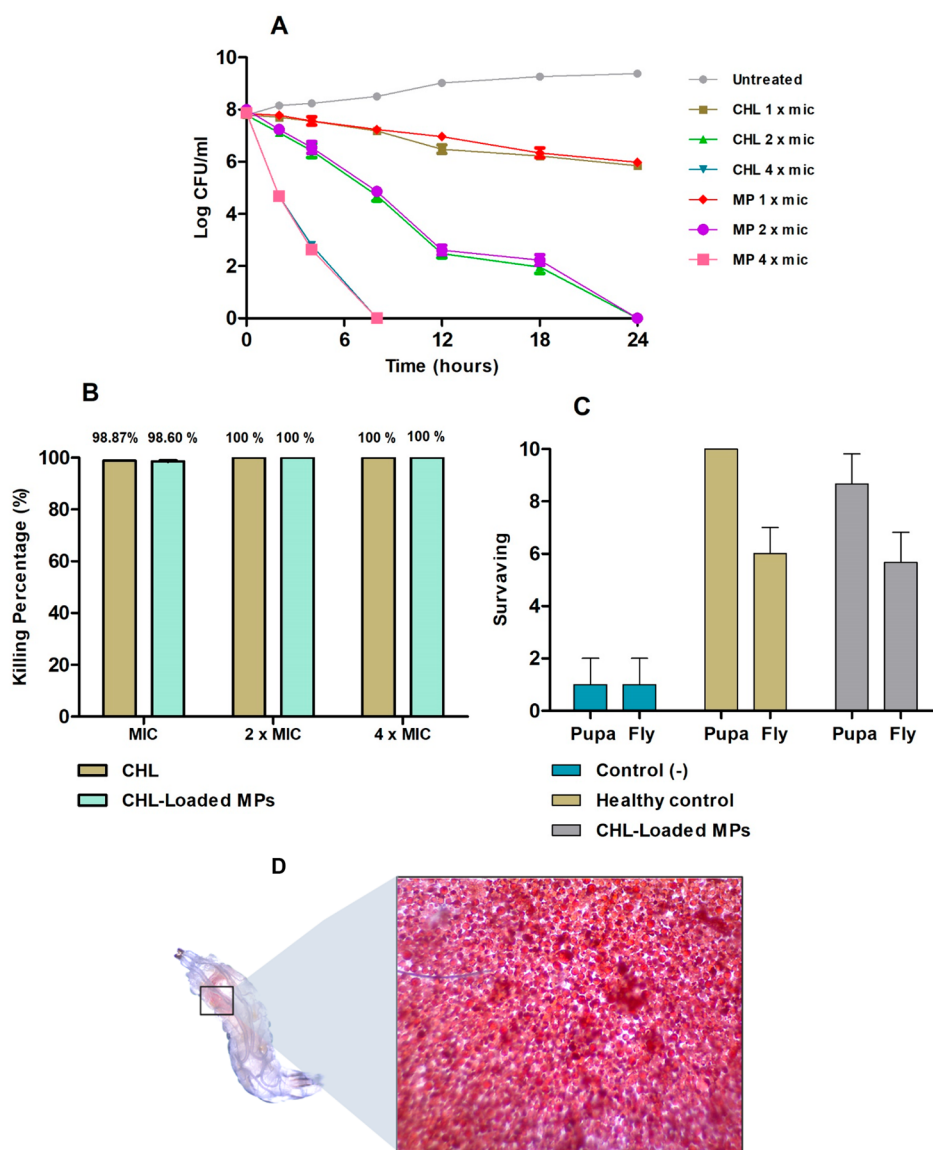 A
Log CFU/ml
10
8
6
4
2
0
0 6 12 18 24
Time (hours)
Untreated
CHL 1 x mic
CHL 2 x mic
CHL 4 x mic
MP 1 x mic
MP 2 x mic
MP 4 x mic
B
Killing Percentage (%)
98.87% 98.60 % 100 % 100 % 100 % 100 %
100
80
60
40
20
0
MIC 2 x MIC 4 x MIC
CHL
CHL-Loaded MPs
C
Survaving
10
8
6
4
2
0
Pupa Fly Pupa Fly Pupa Fly
Control (-)
Healthy control
CHL-Loaded MPs
D